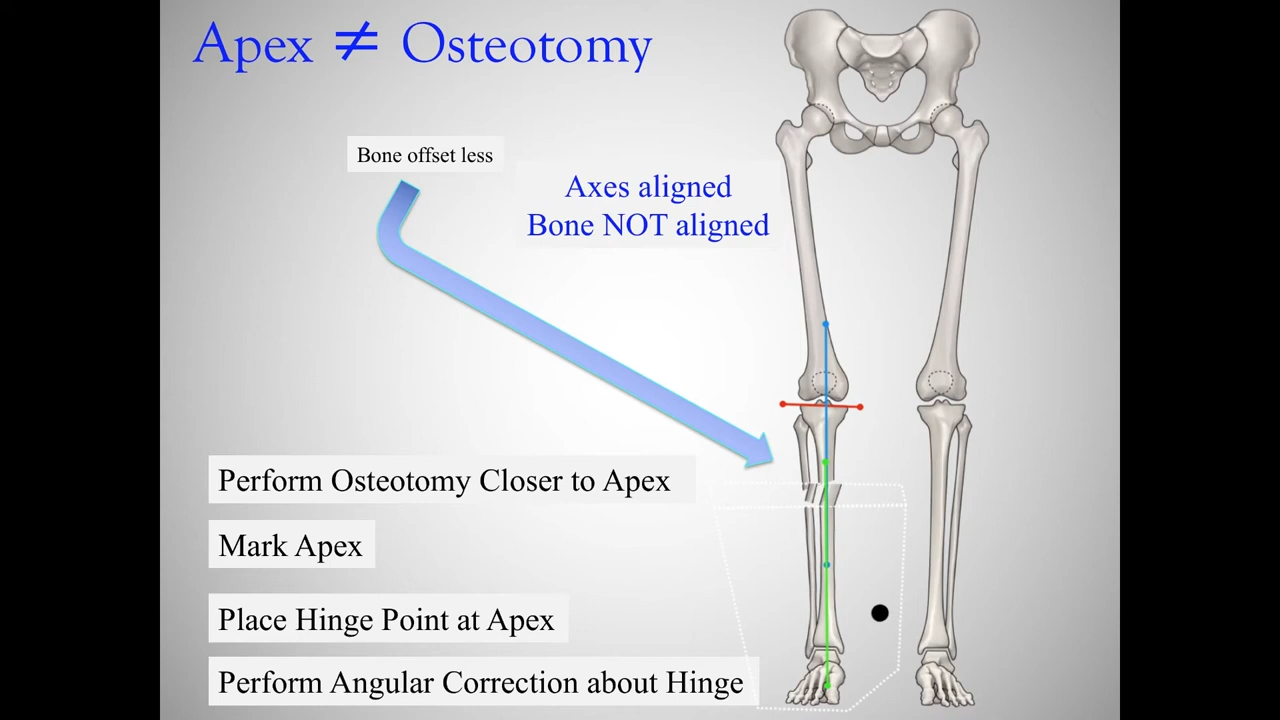 Apex ≠ Osteotomy
Bone offset less
Axes aligned
Bone NOT aligned
Perform Osteotomy Closer to Apex
Mark Apex
Place Hinge Point at Apex
Perform Angular Correction about Hinge